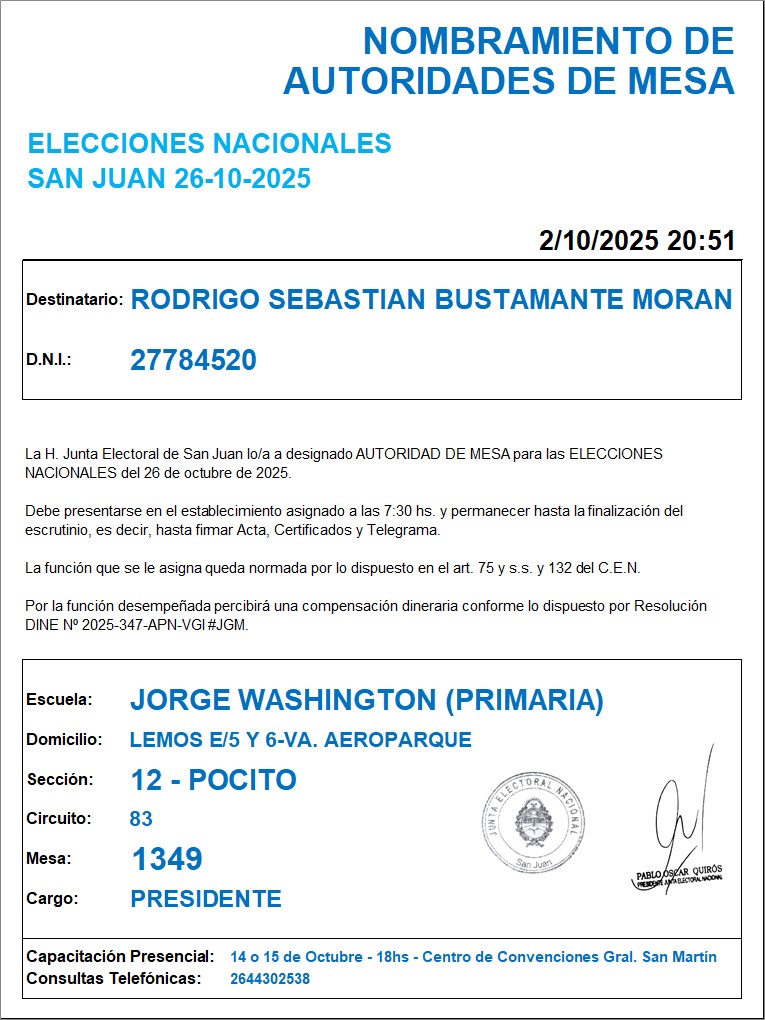 NOMBRAMIENTO DE
AUTORIDADES DE MESA
ELECCIONES NACIONALES
SAN JUAN 26-10-2025
2/10/2025 20:51
Destinatario: RODRIGO SEBASTIAN BUSTAMANTE MORAN
D.N.I.: 27784520
La H. Junta Electoral de San Juan lo/a a designado AUTORIDAD DE MESA para las ELECCIONES
NACIONALES del 26 de octubre de 2025.
Debe presentarse en el establecimiento asignado a las 7:30 hs. y permanecer hasta la finalización del
escrutinio, es decir, hasta firmar Acta, Certificados y Telegrama.
La función que se le asigna queda normada por lo dispuesto en el art. 75 y s.s. y 132 del C.E.N.
Por la función desempeñada percibirá una compensación dineraria conforme lo dispuesto por Resolución
DINE Nº 2025-347-APN-VGI#JGM.
Escuela: JORGE WASHINGTON (PRIMARIA)
Domicilio: LEMOS E/5 Y 6-VA. AEROPARQUE
Sección: 12 - POCITO
Circuito: 83
Mesa: 1349
Cargo: PRESIDENTE
JUNTA ELECTORAL NACIONAL
San Juan
PABLO OSCAR QUIRÓS
PRESIDENTE JUNTA ELECTORAL NACIONAL
Capacitación Presencial: 14 o 15 de Octubre - 18hs - Centro de Convenciones Gral. San Martín
Consultas Telefónicas: 2644302538